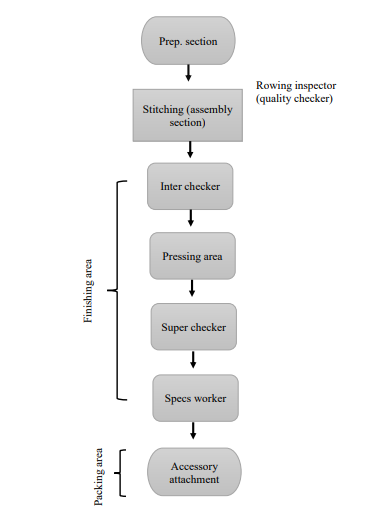 Prep. section
Rowing inspector
(quality checker)
Stitching (assembly
section)
Inter checker
Pressing area
Finishing area
Super checker
Specs worker
Accessory
attachment
Packing area